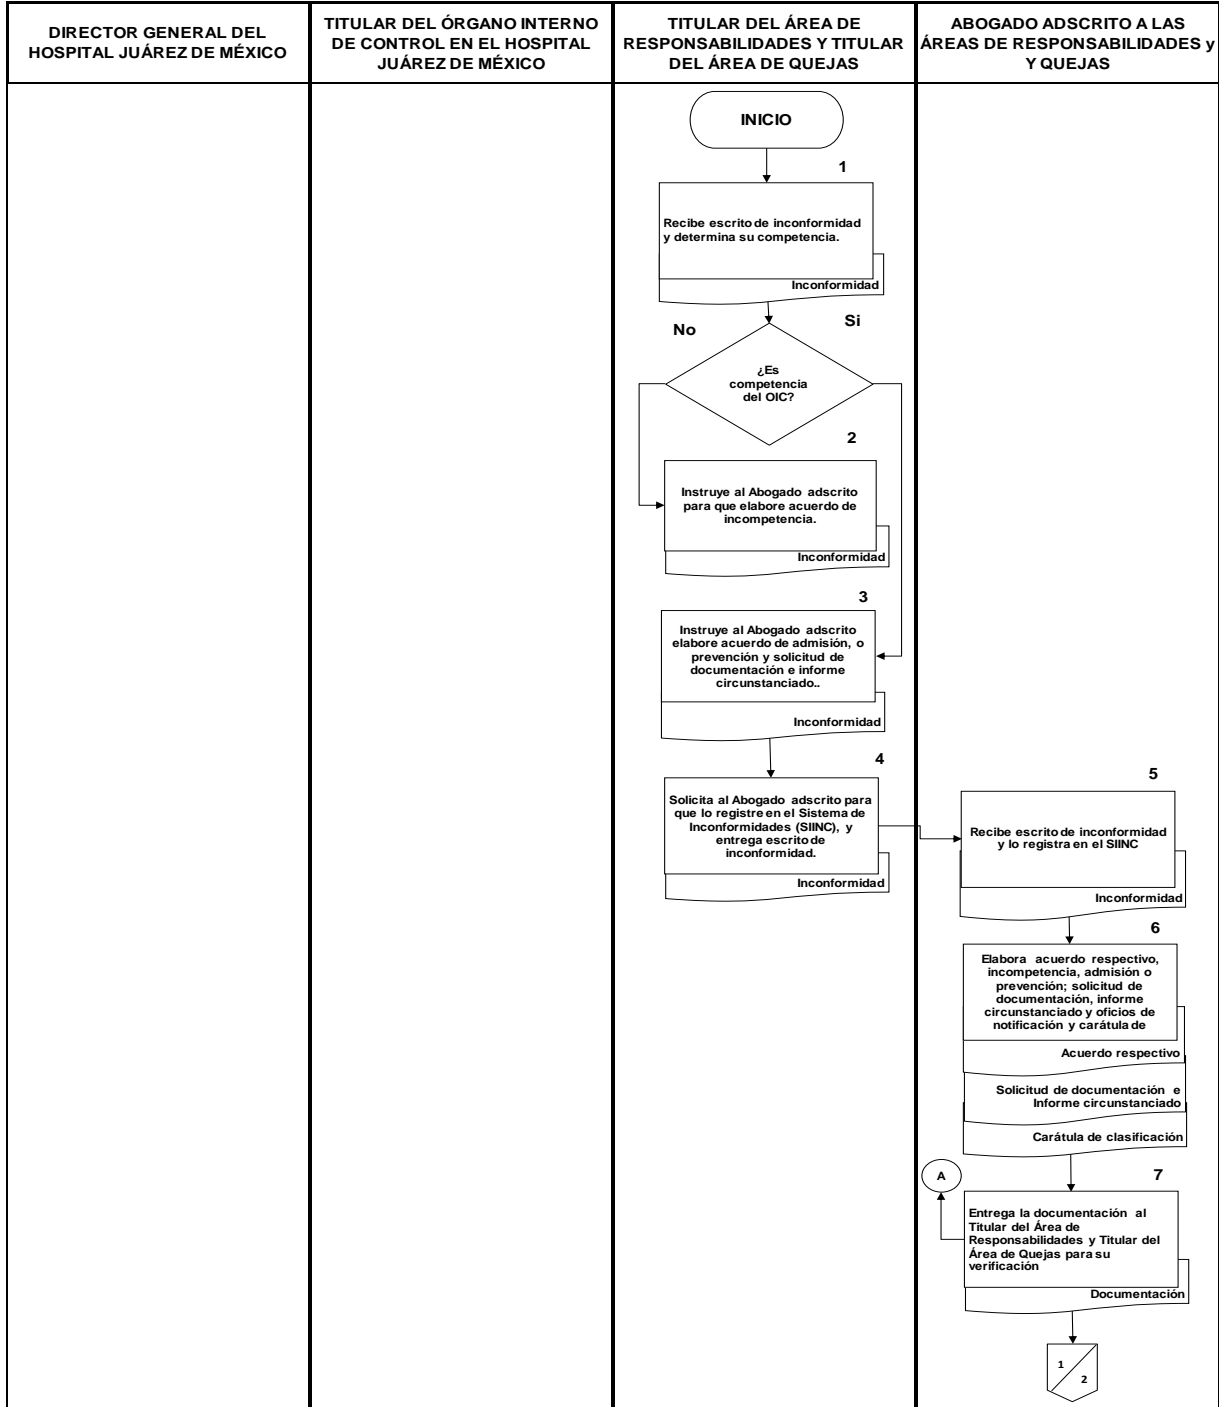 DIRECTOR GENERAL DEL
HOSPITAL JUÁREZ DE MÉXICO
TITULAR DEL ÓRGANO INTERNO
DE CONTROL EN EL HOSPITAL
JUÁREZ DE MÉXICO
TITULAR DEL ÁREA DE
RESPONSABILIDADES Y TITULAR
DEL ÁREA DE QUEJAS
ABOGADO ADSCRITO A LAS
ÁREAS DE RESPONSABILIDADES y
Y QUEJAS
INICIO
1
Recibe escrito de inconformidad
y determina su competencia.
Inconformidad
No
Si
¿Es
competencia
del OIC?
2
Instruye al Abogado adscrito
para que elabore acuerdo de
incompetencia.
Inconformidad
3
Instruye al Abogado adscrito
elabore acuerdo de admisión, o
prevención y solicitud de
documentación e informe
circunstanciado..
Inconformidad
4
Solicita al Abogado adscrito para
que lo registre en el Sistema de
Inconformidades (SIINC), y
entrega escrito de
inconformidad.
Inconformidad
5
Recibe escrito de inconformidad
y lo registra en el SIINC
Inconformidad
6
Elabora acuerdo respectivo,
incompetencia, admisión o
prevención; solicitud de
documentación, informe
circunstanciado y oficios de
notificación y carátula de
Acuerdo respectivo
Solicitud de documentación e
Informe circunstanciado
Carátula de clasificación
A
7
Entrega la documentación al
Titular del Área de
Responsabilidades y Titular del
Área de Quejas para su
verificación
Documentación
1
2